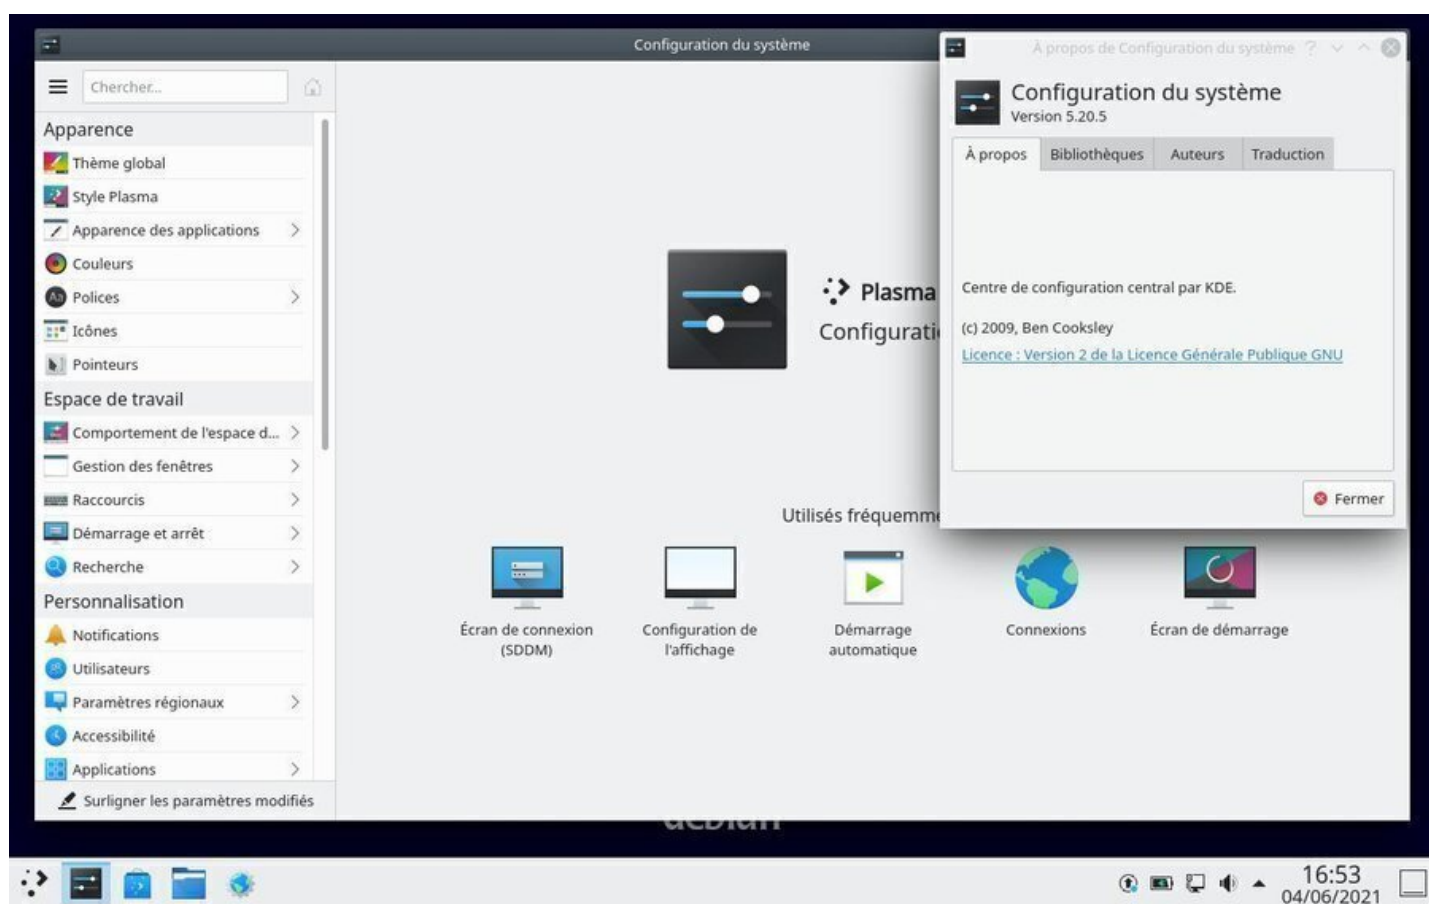 Configuration du système
Chercher...
Apparence
Thème global
Style Plasma
Apparence des applications
Couleurs
Aa Polices
Icônes
Pointeurs
Espace de travail
Comportement de l'espace d...
Gestion des fenêtres
Raccourcis
Démarrage et arrêt
Recherche
Personnalisation
Notifications
Utilisateurs
Paramètres régionaux
Accessibilité
Applications
Surligner les paramètres modifiés
Plasma
Configurati
Utilisés fréquemme
Écran de connexion
(SDDM)
Configuration de
l'affichage
Démarrage
automatique
Connexions
Écran de démarrage
À propos de Configuration du système
Configuration du système
Version 5.20.5
À propos Bibliothèques Auteurs Traduction
Centre de configuration central par KDE.
(c) 2009, Ben Cooksley
Licence : Version 2 de la Licence Générale Publique GNU
Fermer
debian
16:53
04/06/2021